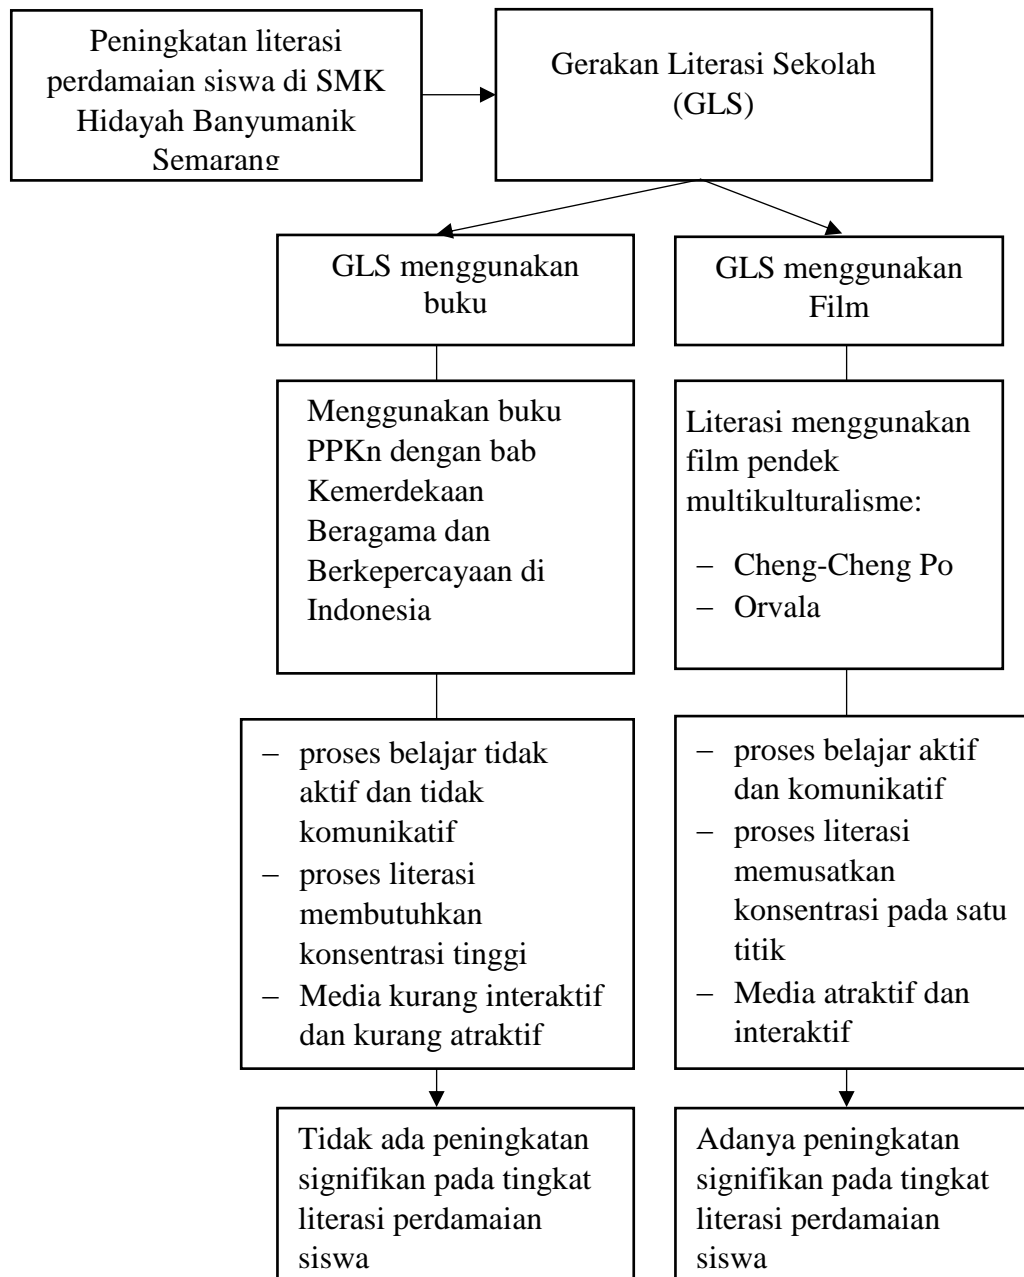 Peningkatan literasi
perdamaian siswa di SMK
Hidayah Banyumanik
Semarang
Gerakan Literasi Sekolah
(GLS)
GLS menggunakan
buku
GLS menggunakan
Film
Menggunakan buku
PPKn dengan bab
Kemerdekaan
Beragama dan
Berkepercayaan di
Indonesia
Literasi menggunakan
film pendek
multikulturalisme:
– Cheng-Cheng Po
– Orvala
– proses belajar tidak
aktif dan tidak
komunikatif
– proses literasi
membutuhkan
konsentrasi tinggi
– Media kurang interaktif
dan kurang atraktif
– proses belajar aktif
dan komunikatif
– proses literasi
memusatkan
konsentrasi pada satu
titik
– Media atraktif dan
interaktif
Tidak ada peningkatan
signifikan pada tingkat
literasi perdamaian
siswa
Adanya peningkatan
signifikan pada tingkat
literasi perdamaian
siswa